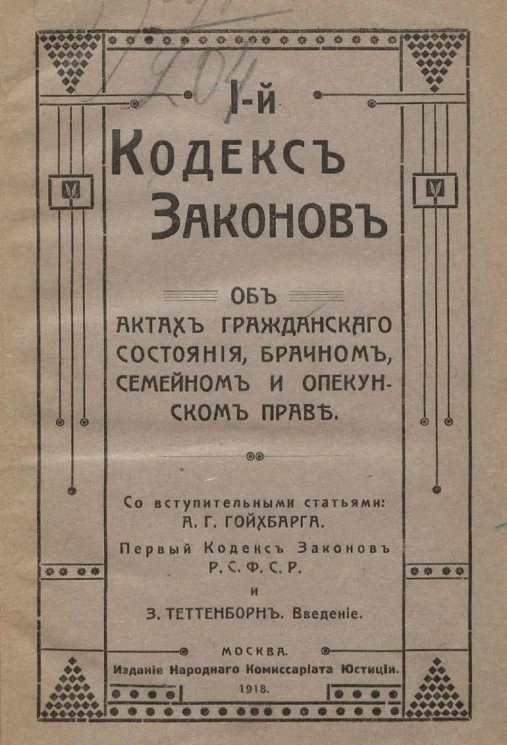 204
I-й
Кодексъ
Законовъ
объ
актахъ гражданскаго
состоянія, брачномъ,
семейномъ и опекун-
скомъ правѣ.
Со вступительными статьями:
А. Г. ГОЙХБАРГА.
Первый Кодексъ Законовъ
Р. С. Ф. С. Р.
и
З. ТЕТТЕНБОРНЪ. Введеніе.
МОСКВА.
Изданіе Народнаго Комиссаріата Юстиціи.
1918.